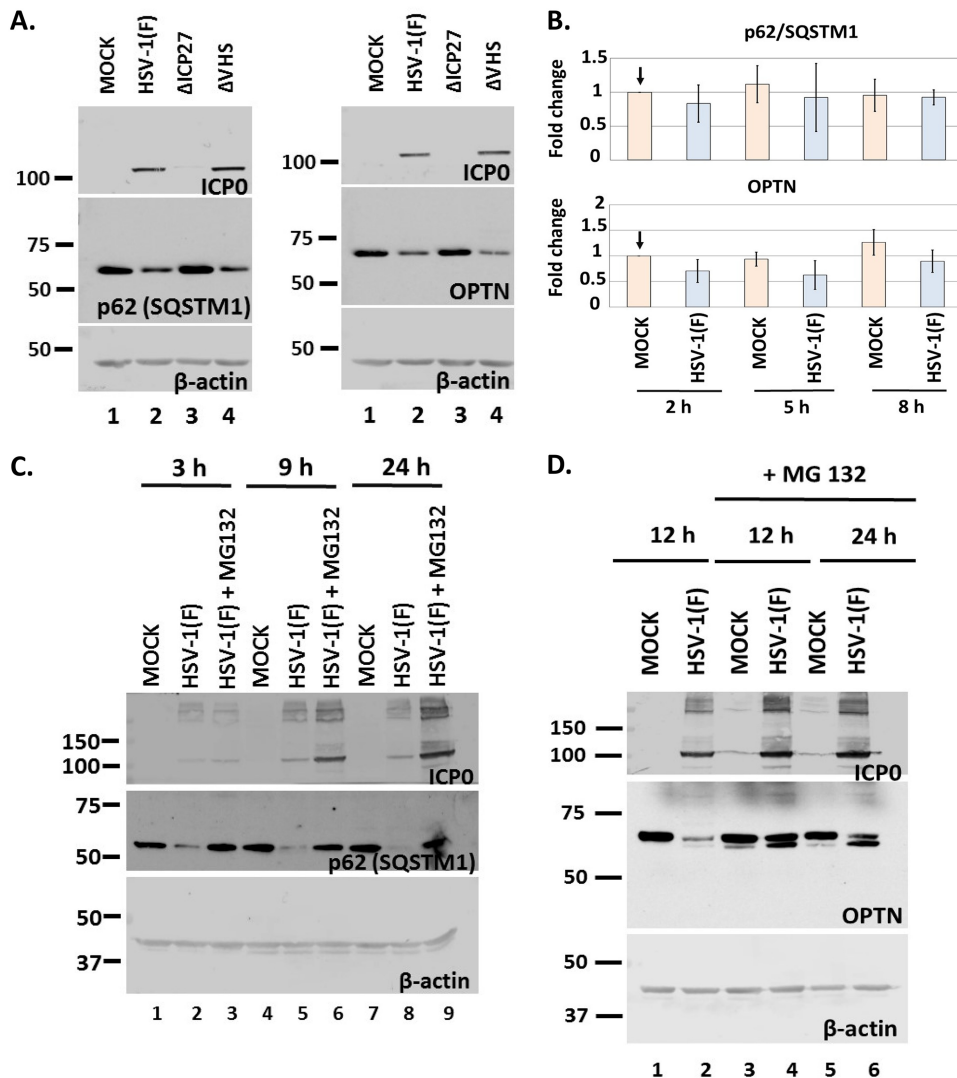 A.
MOCK
HSV-1(F)
ΔICP27
ΔVHS
100
ICP0
75
50
p62 (SQSTM1)
50
β-actin
1 2 3 4
MOCK
HSV-1(F)
ΔICP27
ΔVHS
100
ICP0
75
50
OPTN
50
β-actin
1 2 3 4
B.
p62/SQSTM1
Fold change
1.5
1
0.5
0
OPTN
Fold change
2
1.5
1
0.5
0
MOCK
HSV-1(F)
MOCK
HSV-1(F)
MOCK
HSV-1(F)
2 h
5 h
8 h
C.
3 h 9 h 24 h
MOCK
HSV-1(F)
HSV-1(F) + MG132
MOCK
HSV-1(F)
HSV-1(F) + MG132
MOCK
HSV-1(F)
HSV-1(F) + MG132
150
100
ICP0
75
50
p62 (SQSTM1)
50
37
β-actin
1 2 3 4 5 6 7 8 9
D.
+ MG 132
12 h 12 h 24 h
MOCK
HSV-1(F)
MOCK
HSV-1(F)
MOCK
HSV-1(F)
150
100
ICP0
75
50
OPTN
50
37
β-actin
1 2 3 4 5 6